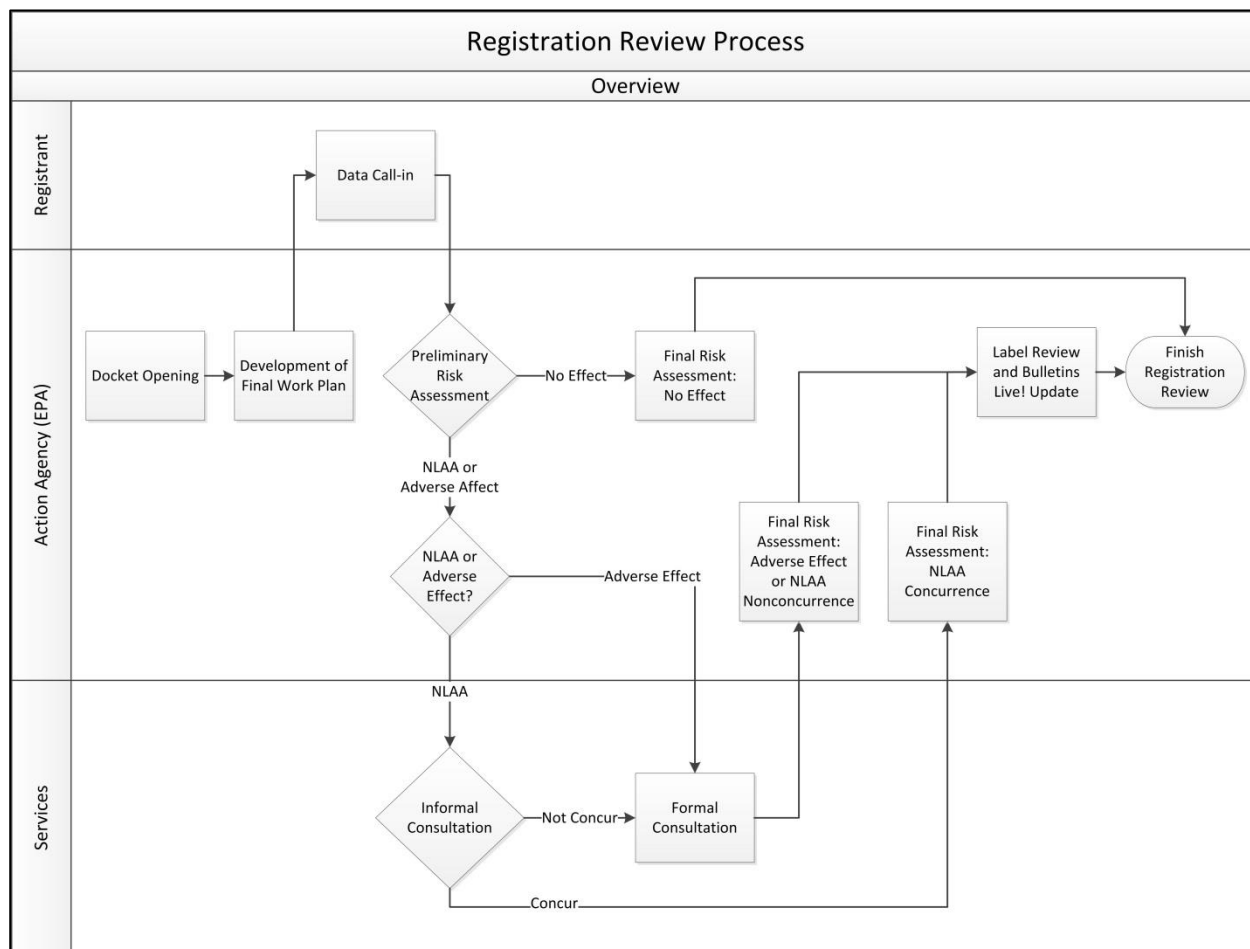 Registration Review Process
Overview
Registrant
Data Call-in
Action Agency (EPA)
Docket Opening
Development of
Final Work Plan
Preliminary
Risk
Assessment
No Effect
Final Risk
Assessment:
No Effect
Label Review
and Bulletins
Live! Update
Finish
Registration
Review
NLAA or
Adverse Affect
NLAA or
Adverse
Effect?
Adverse Effect
Final Risk
Assessment:
Adverse Effect
or NLAA
Nonconcurrence
Final Risk
Assessment:
NLAA
Concurrence
Services
NLAA
Informal
Consultation
Not Concur
Formal
Consultation
Concur